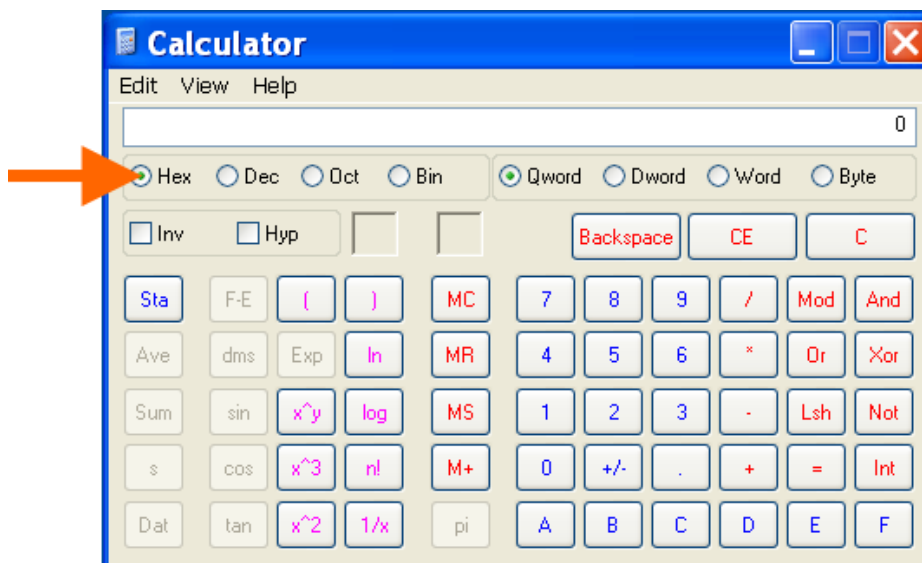 Calculator
Edit View Help
0
Hex Dec Oct Bin Qword Dword Word Byte
Inv Hyp Backspace CE C
Sta F-E ( ) MC 7 8 9 / Mod And
Ave dms Exp ln MR 4 5 6 * Or Xor
Sum sin x^y log MS 1 2 3 - Lsh Not
s cos x^3 n! M+ 0 +/- . + = Int
Dat tan x^2 1/x pi A B C D E F